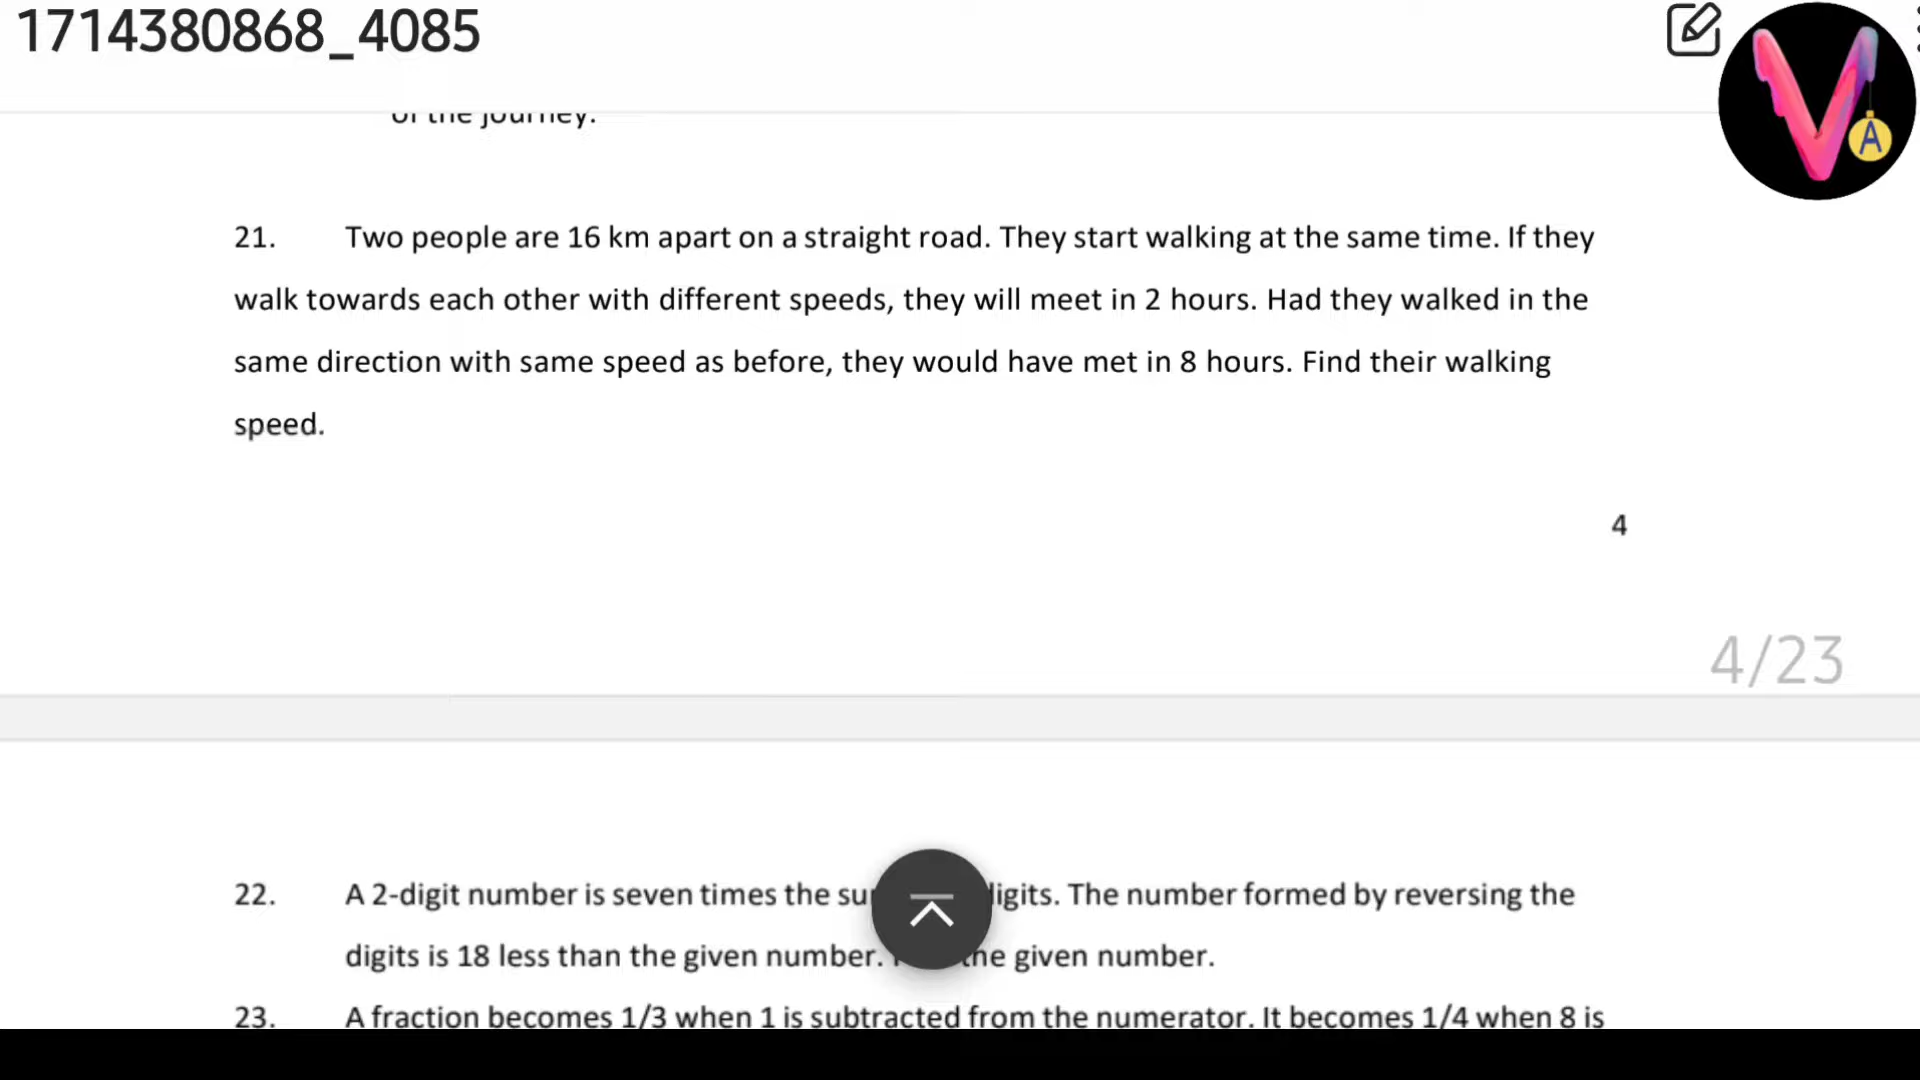 1714380868_4085
of the journey.
A
21. Two people are 16 km apart on a straight road. They start walking at the same time. If they
walk towards each other with different speeds, they will meet in 2 hours. Had they walked in the
same direction with same speed as before, they would have met in 8 hours. Find their walking
speed.
4
4/23
22. A 2-digit number is seven times the digits. The number formed by reversing the
digits is 18 less than the given number. the given number.
23. A fraction becomes 1/3 when 1 is subtracted from the numerator. It becomes 1/4 when 8 is